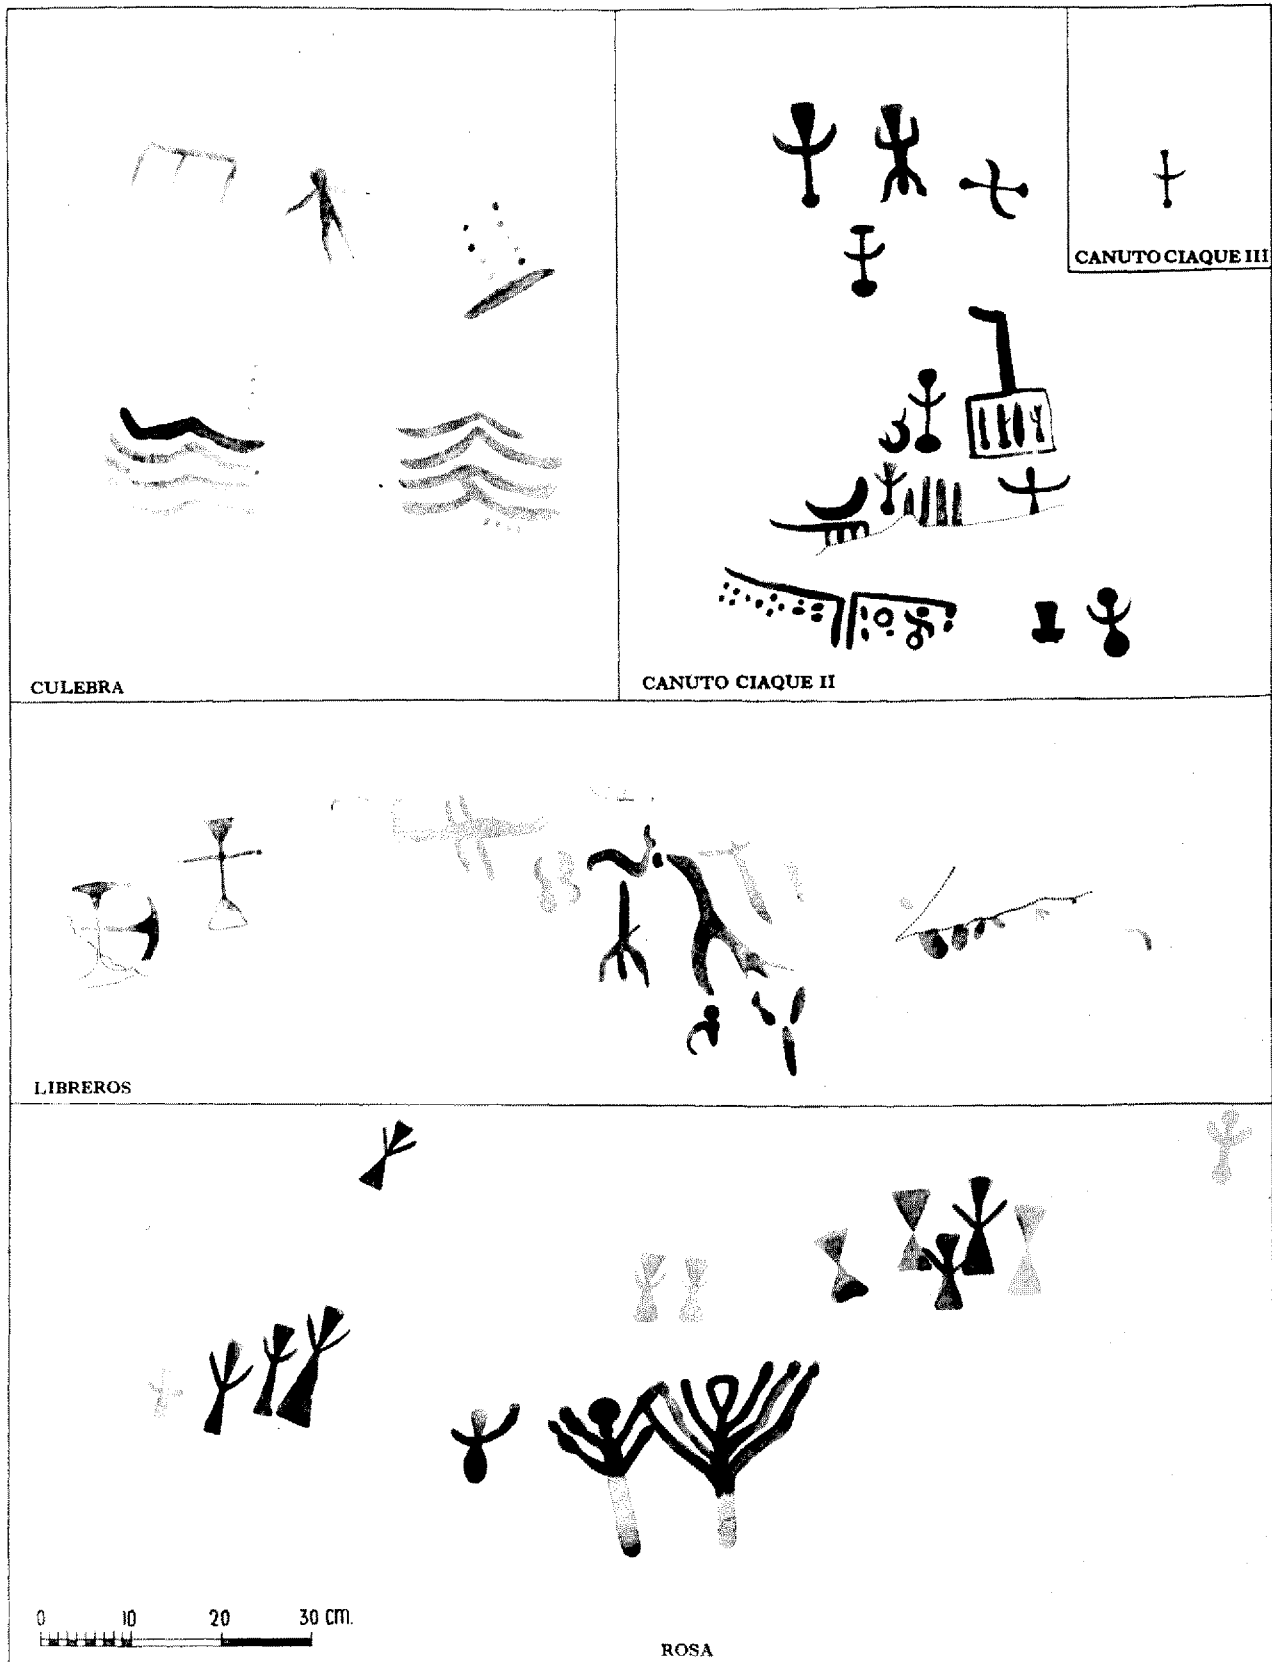 CANUTO CIAQUE III
CULEBRA
CANUTO CIAQUE II
LIBREROS
0 10 20 30 cm.
ROSA